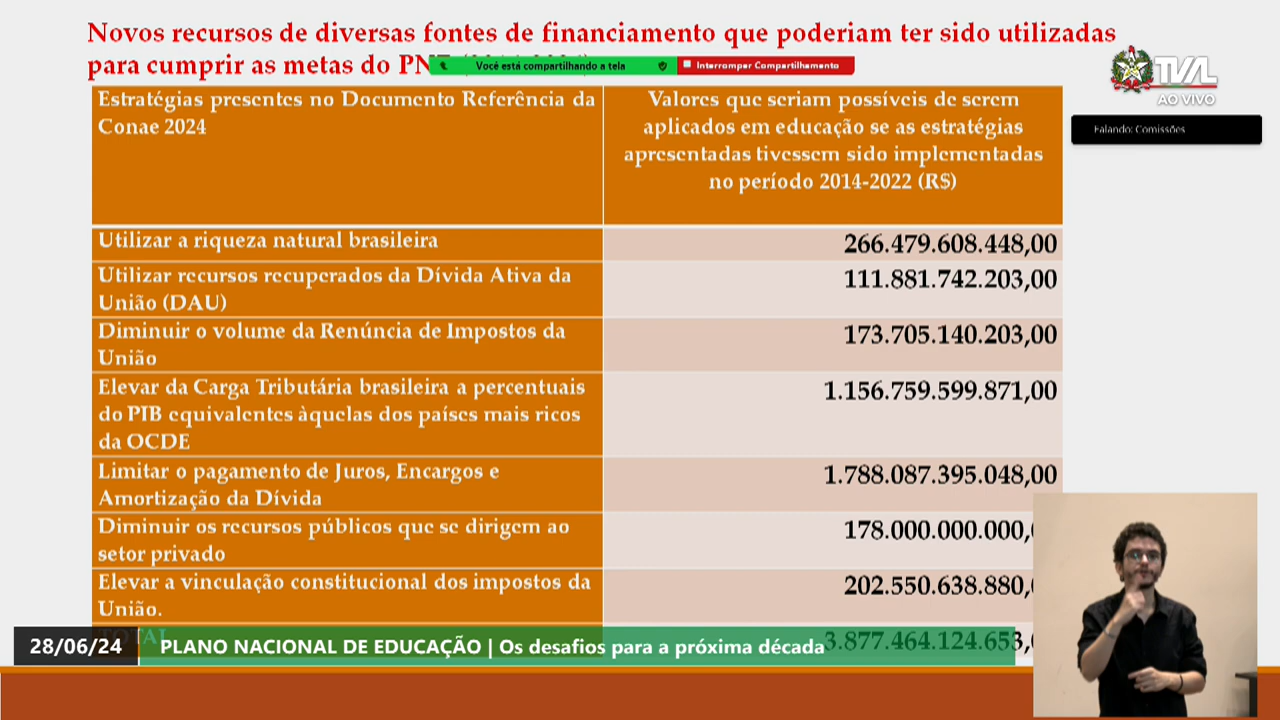 Novos recursos de diversas fontes de financiamento que poderiam ter sido utilizadas
para cumprir as metas do
Você está compartilhando a tela
Interromper Compartilhamento
TVAL
AO VIVO
Falando: Comissões
Estratégias presentes no Documento Referência da
Conae 2024
Valores que seriam possíveis de serem
aplicados em educação se as estratégias
apresentadas tivessem sido implementadas
no período 2014-2022 (R$)
Utilizar a riqueza natural brasileira
266.479.608.448,00
Utilizar recursos recuperados da Dívida Ativa da
União (DAU)
111.881.742.203,00
Diminuir o volume da Renúncia de Impostos da
União
173.705.140.203,00
Elevar da Carga Tributária brasileira a percentuais
do PIB equivalentes àquelas dos países mais ricos
da OCDE
1.156.759.599.871,00
Limitar o pagamento de Juros, Encargos e
Amortização da Dívida
1.788.087.395.048,00
Diminuir os recursos públicos que se dirigem ao
setor privado
178.000.000.000,
Elevar a vinculação constitucional dos impostos da
União.
202.550.638.880,
TOTAL
3.877.464.124.653,
28/06/24
PLANO NACIONAL DE EDUCAÇÃO | Os desafios para a próxima década